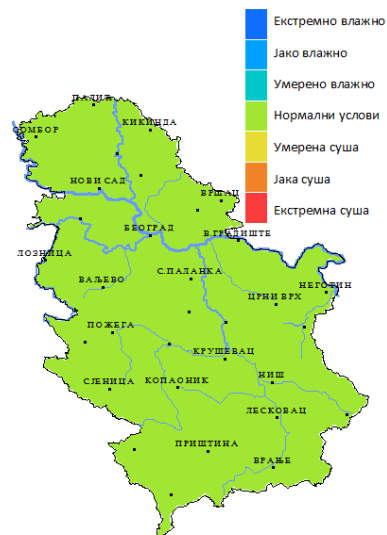 Екстремно влажно
Јако влажно
Умерено влажно
Нормални услови
Умерена суша
Јака суша
Екстремна суша
ПАЛИЋ
КИКИНДА
СОМБОР
НОВИ САД
ВРШАЦ
БЕОГРАД
В.ГРАДИШТЕ
ЛОЗНИЦА
С.ПАЛАНКА
ВАЉЕВО
НЕГОТИН
ЦРНИ ВРХ
ПОЖЕГА
КРУШЕВАЦ
СЈЕНИЦА
КОПАОНИК
НИШ
ЛЕСКОВАЦ
ПРИШТИНА
ВРАЊЕ